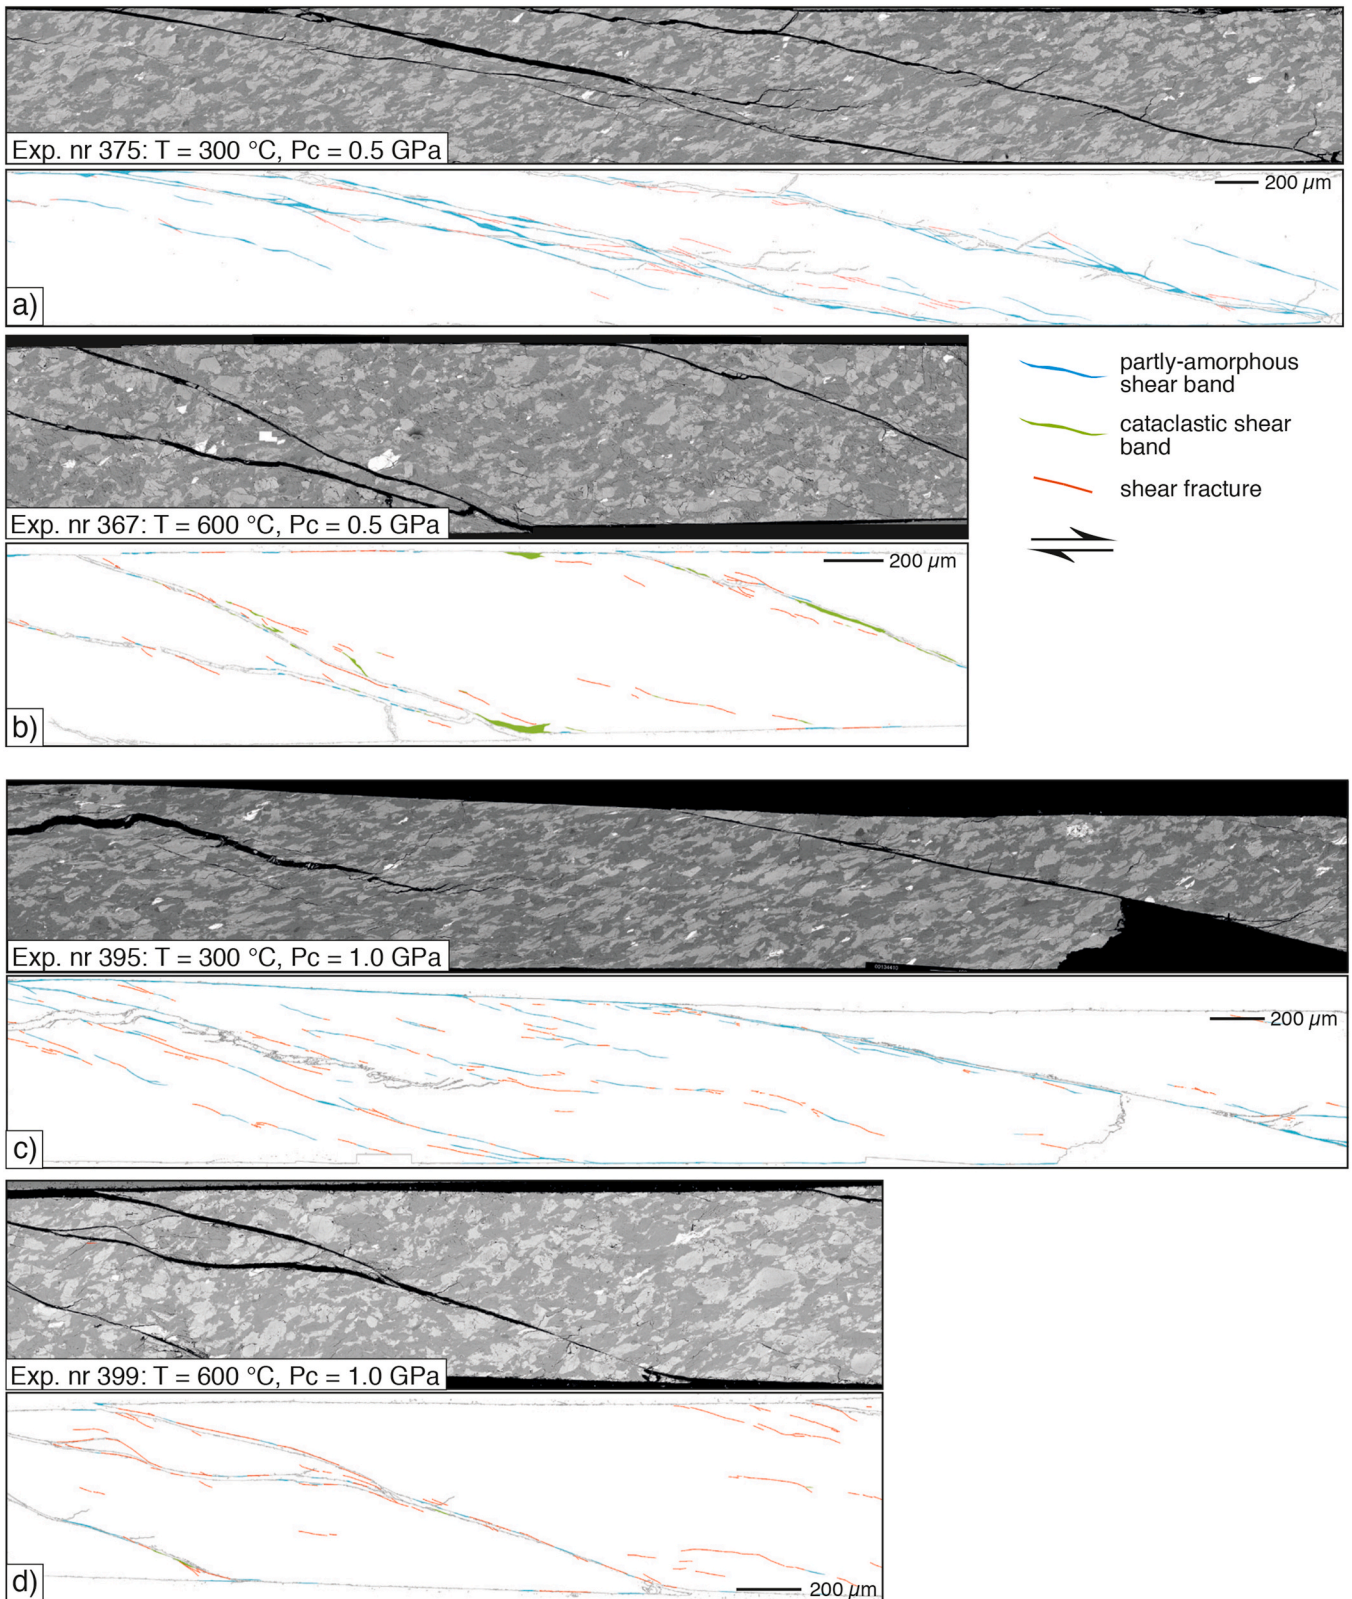 Exp. nr 375: T = 300 °C, Pc = 0.5 GPa
200 µm
a)
partly-amorphous
shear band
cataclastic shear
band
shear fracture
Exp. nr 367: T = 600 °C, Pc = 0.5 GPa
200 µm
b)
Exp. nr 395: T = 300 °C, Pc = 1.0 GPa
200 µm
c)
Exp. nr 399: T = 600 °C, Pc = 1.0 GPa
200 µm
d)